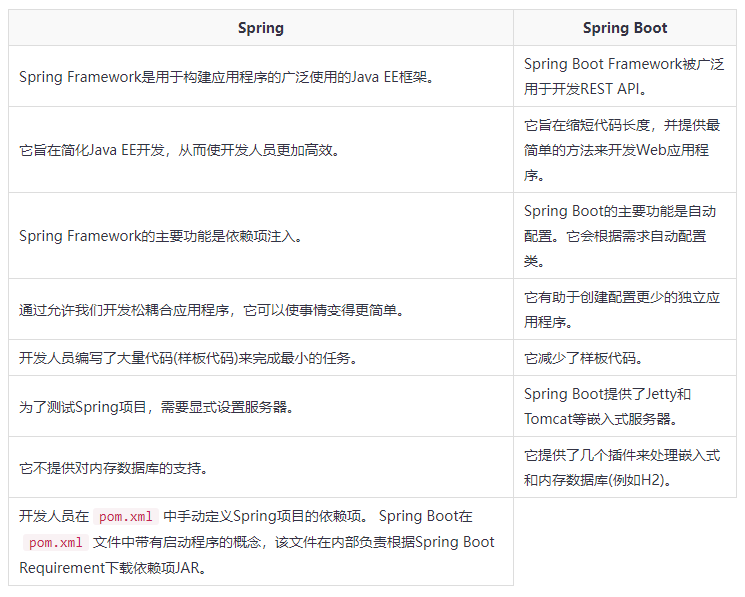 Spring
Spring Boot
Spring Framework是用于构建应用程序的广泛使用的Java EE框架。
Spring Boot Framework被广泛
用于开发REST API。
它旨在简化Java EE开发，从而使开发人员更加高效。
它旨在缩短代码长度，并提供最
简单的方法来开发Web应用程
序。
Spring Framework的主要功能是依赖项注入。
Spring Boot的主要功能是自动
配置。它会根据需求自动配置
类。
通过允许我们开发松耦合应用程序，它可以使事情变得更简单。
它有助于创建配置更少的独立应
用程序。
开发人员编写了大量代码(样板代码)来完成最小的任务。
它减少了样板代码。
为了测试Spring项目，需要显式设置服务器。
Spring Boot提供了Jetty和
Tomcat等嵌入式服务器。
它不提供对内存数据库的支持。
它提供了几个插件来处理嵌入式
和内存数据库(例如H2)。
开发人员在 pom.xml 中手动定义Spring项目的依赖项。 Spring Boot在
pom.xml 文件中带有启动程序的概念，该文件在内部负责根据Spring Boot
Requirement下载依赖项JAR。